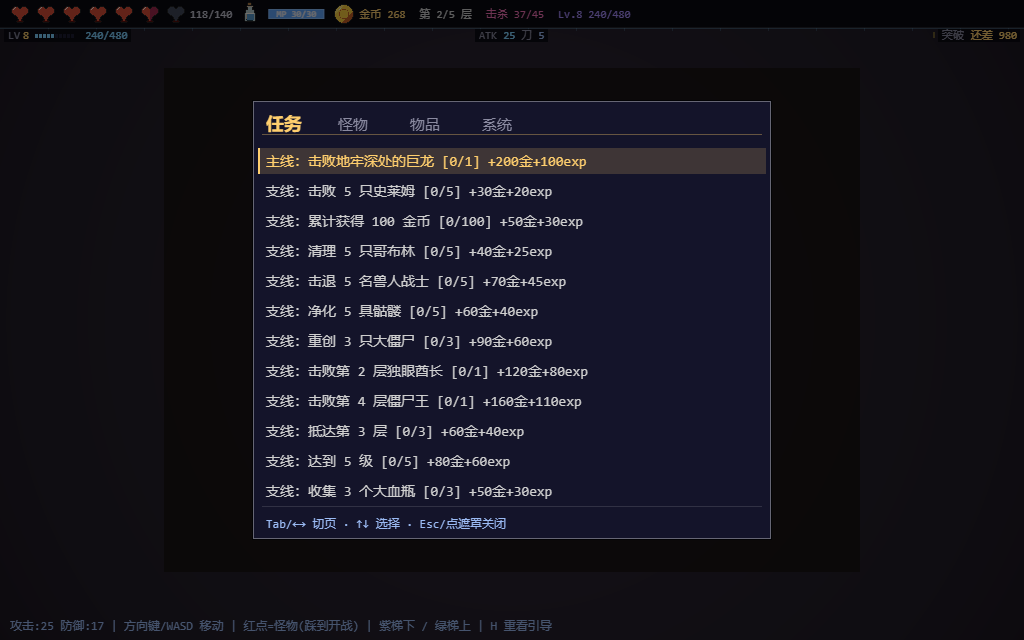 118/140 MP 30/30 金币 268 第 2/5 层 击杀 37/45 Lv.8 240/480
LV 8 240/480 ATK 25 刀 5 突破 还差 980
任务 怪物 物品 系统
主线: 击败地牢深处的巨龙 [0/1] +200金+100exp
支线: 击败 5 只史莱姆 [0/5] +30金+20exp
支线: 累计获得 100 金币 [0/100] +50金+30exp
支线: 清理 5 只哥布林 [0/5] +40金+25exp
支线: 击退 5 名兽人战士 [0/5] +70金+45exp
支线: 净化 5 具骷髅 [0/5] +60金+40exp
支线: 重创 3 只大僵尸 [0/3] +90金+60exp
支线: 击败第 2 层独眼酋长 [0/1] +120金+80exp
支线: 击败第 4 层僵尸王 [0/1] +160金+110exp
支线: 抵达第 3 层 [0/3] +60金+40exp
支线: 达到 5 级 [0/5] +80金+60exp
支线: 收集 3 个大血瓶 [0/3] +50金+30exp
Tab/↔ 切页 · ↑↓ 选择 · Esc/点遮罩关闭
攻击:25 防御:17 | 方向键/WASD 移动 | 红点=怪物(踩到开战) | 紫梯下 / 绿梯上 | H 重看引导